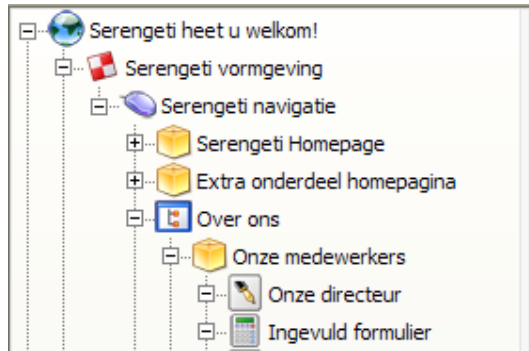 Serengeti heet u welkom!
Serengeti vormgeving
Serengeti navigatie
Serengeti Homepage
Extra onderdeel homepagina
Over ons
Onze medewerkers
Onze directeur
Ingevuld formulier